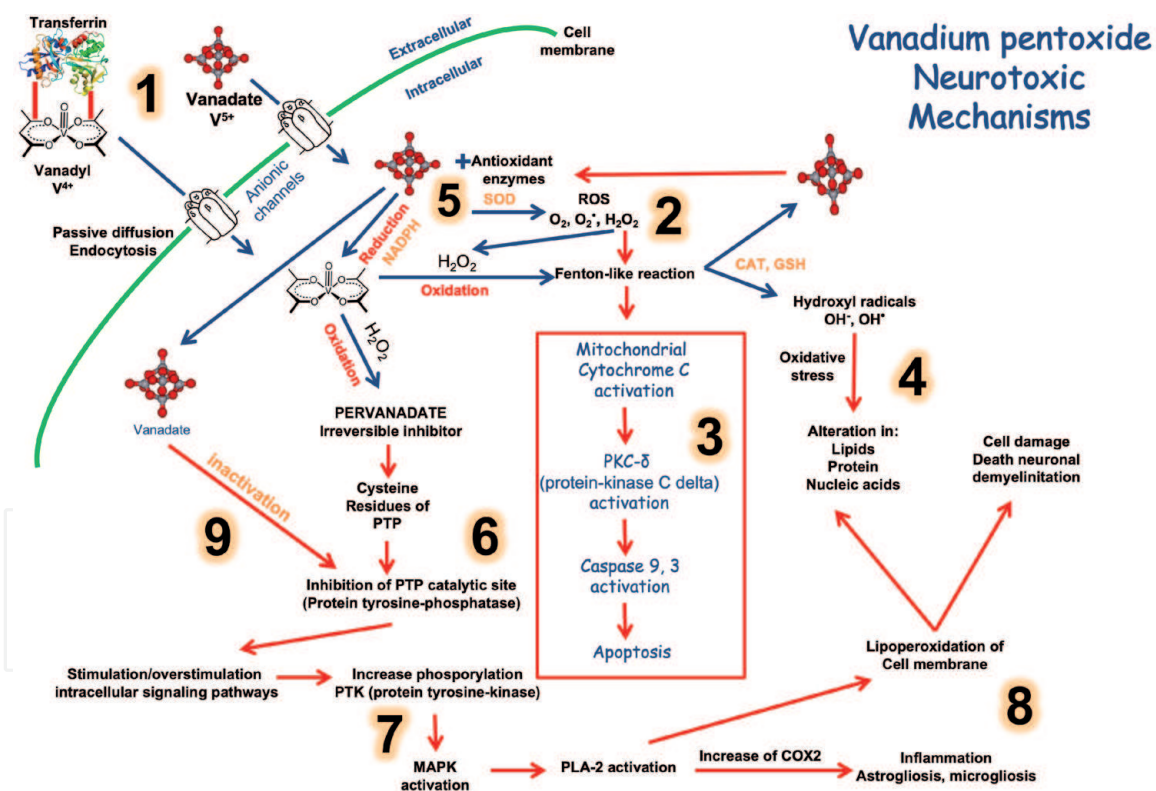 Vanadium pentoxide
Neurotoxic
Mechanisms
Transferrin
1
Vanadyl
V4+
Vanadate
V5+
Extracellular
Intracellular
Cell
membrane
Anionic
channels
Passive diffusion
Endocytosis
+
Antioxidant
enzymes
5
SOD
ROS
O2, O2•, H2O2
2
Reduction
NADPH
H2O2
Oxidation
Fenton-like reaction
CAT, GSH
Hydroxyl radicals
OH-, OH•
Oxidative
stress
4
Alteration in:
Lipids
Protein
Nucleic acids
Cell damage
Death neuronal
demyelinitation
O
V
O
O
O
O
O
V
O
O
O
O
Oxidation
H2O2
Vanadate
inactivation
9
PERVANADATE
Irreversible inhibitor
Cysteine
Residues of
PTP
6
Inhibition of PTP catalytic site
(Protein tyrosine-phosphatase)
Mitochondrial
Cytochrome C
activation
3
PKC-δ
(protein-kinase C delta)
activation
Caspase 9, 3
activation
Apoptosis
Stimulation/overstimulation
intracellular signaling pathways
Increase phosporylation
PTK (protein tyrosine-kinase)
7
MAPK
activation
PLA-2 activation
Increase of COX2
Lipoperoxidation of
Cell membrane
8
Inflammation
Astrogliosis, microgliosis